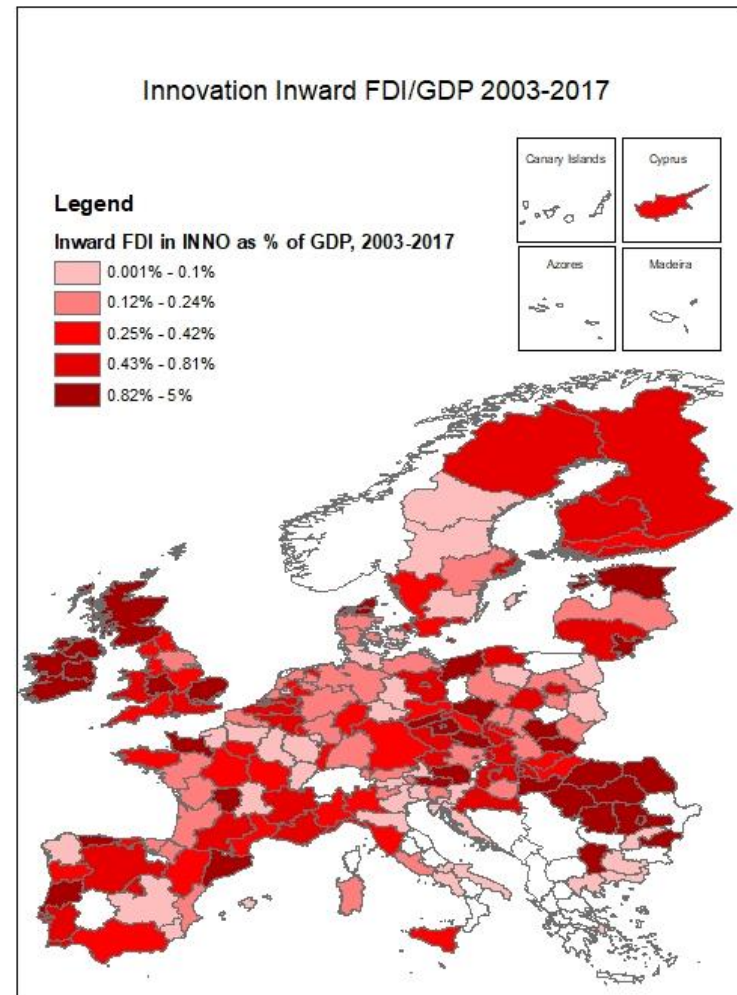 Innovation Inward FDI/GDP 2003-2017
Canary Islands
Cyprus
Legend
Inward FDI in INNO as % of GDP, 2003-2017
0.001% - 0.1%
0.12% - 0.24%
0.25% - 0.42%
0.43% - 0.81%
0.82% - 5%
Azores
Madeira